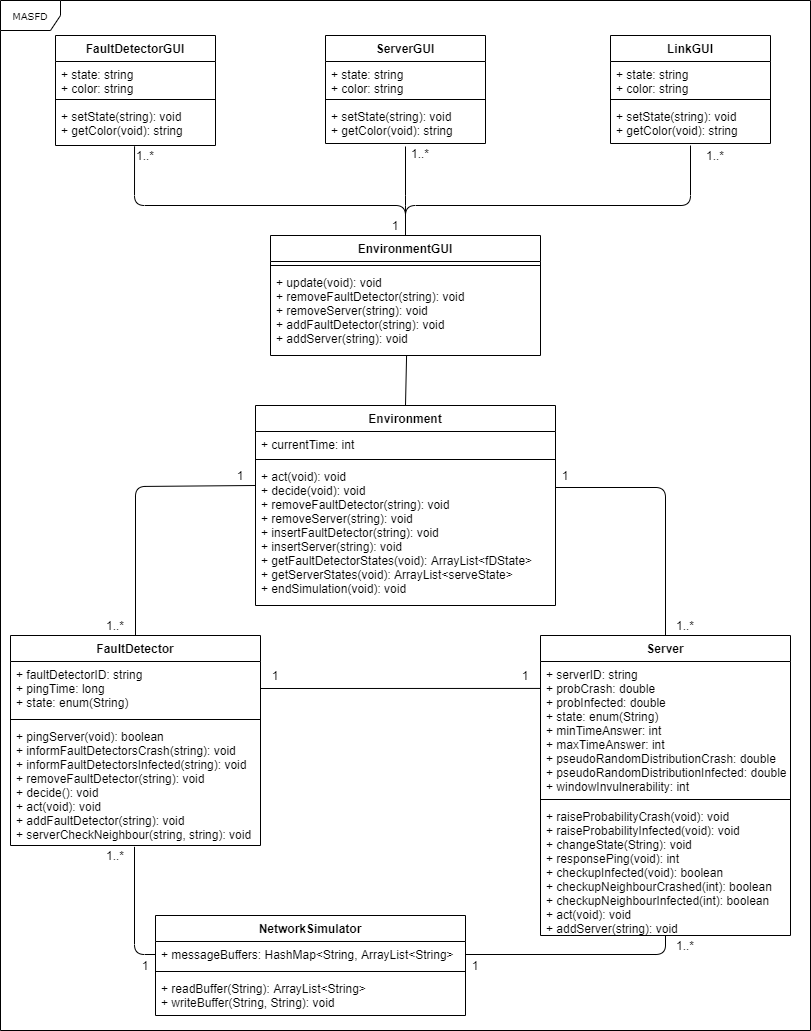 MASFD
FaultDetectorGUI
+ state: string
+ color: string
+ setState(string): void
+ getColor(void): string
ServerGUI
+ state: string
+ color: string
+ setState(string): void
+ getColor(void): string
LinkGUI
+ state: string
+ color: string
+ setState(string): void
+ getColor(void): string
1..*
1..*
1..*
1
EnvironmentGUI
+ update(void): void
+ removeFaultDetector(string): void
+ removeServer(string): void
+ addFaultDetector(string): void
+ addServer(string): void
Environment
+ currentTime: int
+ act(void): void
+ decide(void): void
+ removeFaultDetector(string): void
+ removeServer(string): void
+ insertFaultDetector(string): void
+ insertServer(string): void
+ getFaultDetectorStates(void): ArrayList<fDState>
+ getServerStates(void): ArrayList<serveState>
+ endSimulation(void): void
1
1
1..*
1..*
FaultDetector
+ faultDetectorID: string
+ pingTime: long
+ state: enum(String)
+ pingServer(void): boolean
+ informFaultDetectorsCrash(string): void
+ informFaultDetectorsInfected(string): void
+ removeFaultDetector(string): void
+ decide(): void
+ act(void): void
+ addFaultDetector(string): void
+ serverCheckNeighbour(string, string): void
1
1
Server
+ serverID: string
+ probCrash: double
+ probInfected: double
+ state: enum(String)
+ minTimeAnswer: int
+ maxTimeAnswer: int
+ pseudoRandomDistributionCrash: double
+ pseudoRandomDistributionInfected: double
+ windowInvulnerability: int
+ raiseProbabilityCrash(void): void
+ raiseProbabilityInfected(void): void
+ changeState(String): void
+ responsePing(void): int
+ checkupInfected(void): boolean
+ checkupNeighbourCrashed(int): boolean
+ checkupNeighbourInfected(int): boolean
+ act(void): void
+ addServer(string): void
1..*
1..*
NetworkSimulator
+ messageBuffers: HashMap<String, ArrayList<String>
+ readBuffer(String): ArrayList<String>
+ writeBuffer(String, String): void
1
1